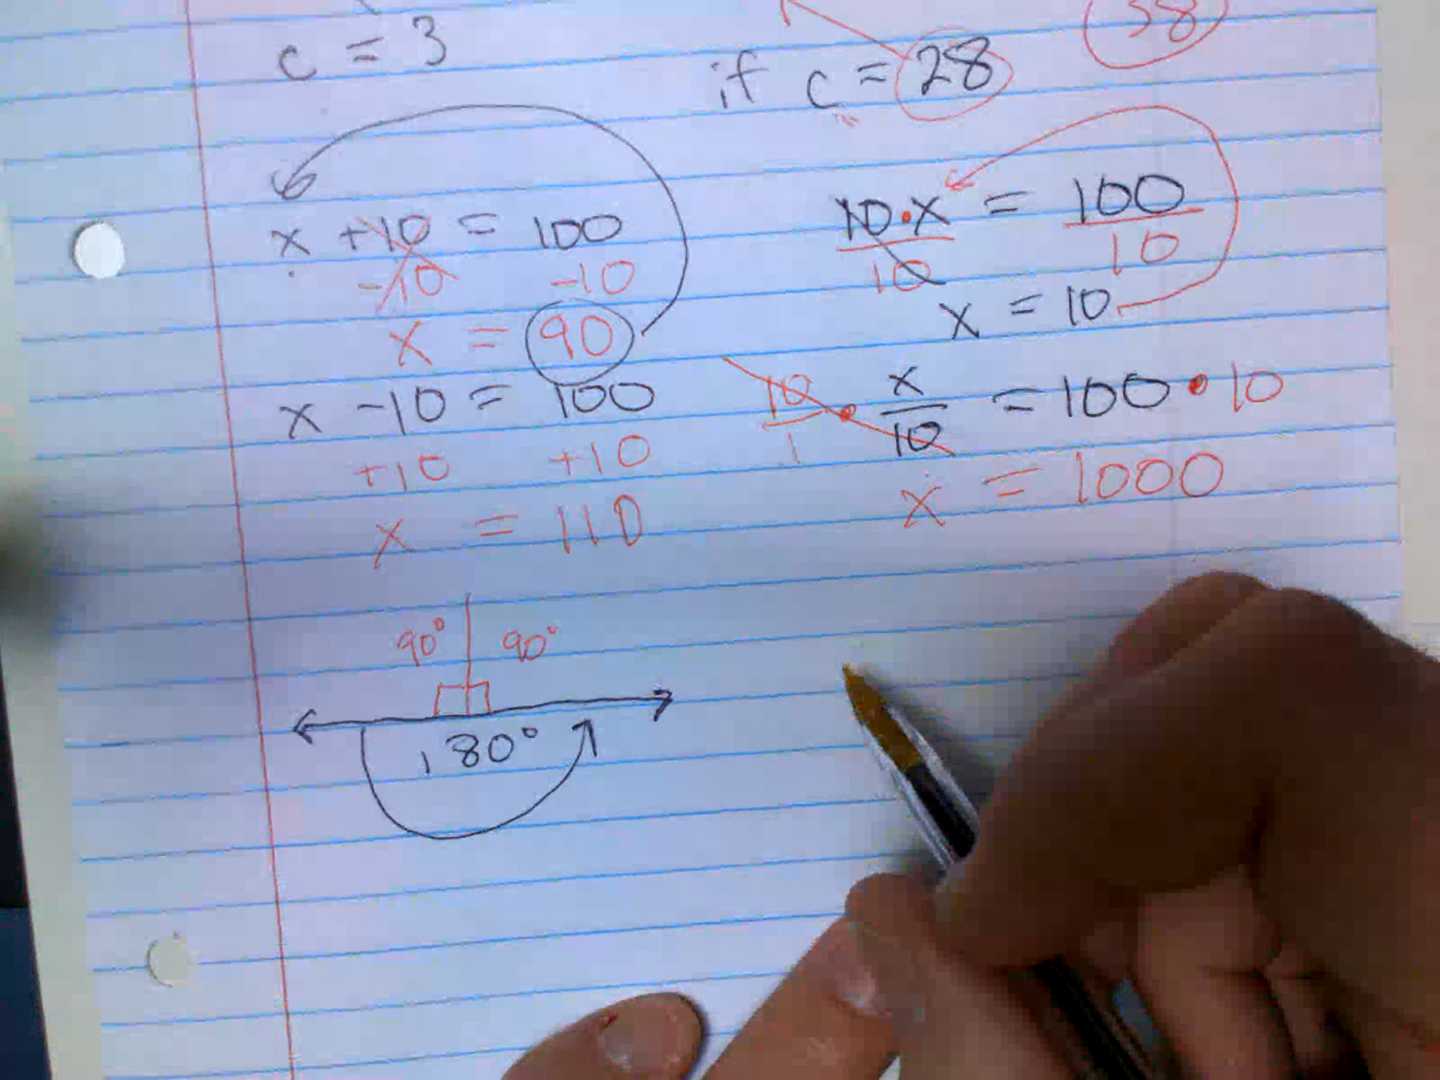 c = 3
if c = 28
38
x + 10 = 100
-10 -10
x = 90
x - 10 = 100
+10 +10
x = 110
10 • x = 100
10 10
x = 10
10/1 • x/10 = 100 • 10
x = 1000
90° 90°
180°